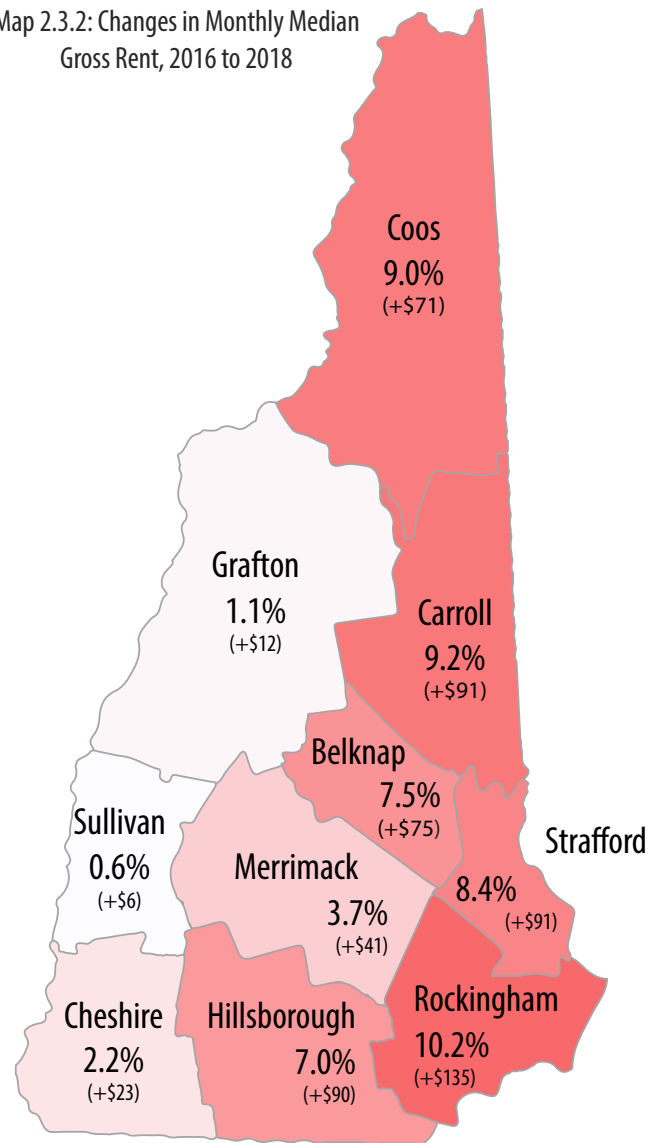 Map 2.3.2: Changes in Monthly Median
Gross Rent, 2016 to 2018
Coos
9.0%
(+$71)
Grafton
1.1%
(+$12)
Carroll
9.2%
(+$91)
Belknap
7.5%
(+$75)
Sullivan
0.6%
(+$6)
Merrimack
3.7%
(+$41)
Strafford
8.4%
(+$91)
Cheshire
2.2%
(+$23)
Hillsborough
7.0%
(+$90)
Rockingham
10.2%
(+$135)